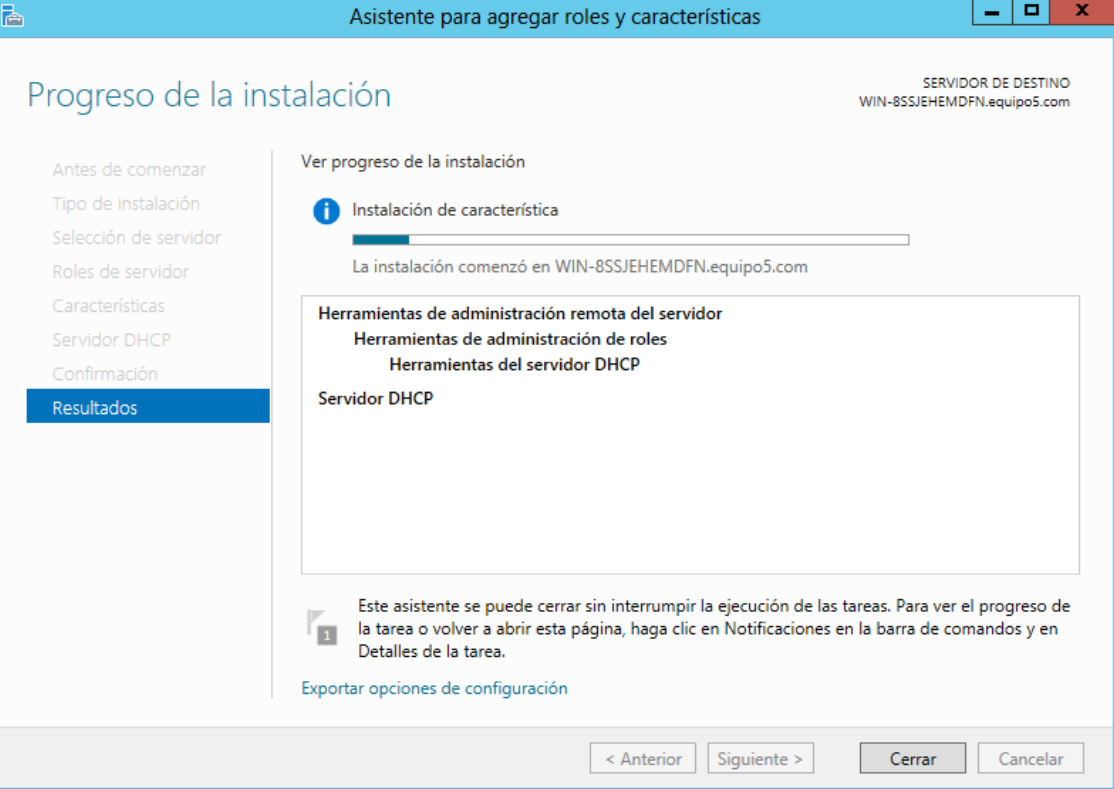 Asistente para agregar roles y características
Progreso de la instalación
SERVIDOR DE DESTINO
WIN-8SSJEHEMDFN.equipo5.com
Antes de comenzar
Tipo de instalación
Selección de servidor
Roles de servidor
Características
Servidor DHCP
Confirmación
Resultados
Ver progreso de la instalación
Instalación de característica
La instalación comenzó en WIN-8SSJEHEMDFN.equipo5.com
Herramientas de administración remota del servidor
Herramientas de administración de roles
Herramientas del servidor DHCP
Servidor DHCP
1
Este asistente se puede cerrar sin interrumpir la ejecución de las tareas. Para ver el progreso de
la tarea o volver a abrir esta página, haga clic en Notificaciones en la barra de comandos y en
Detalles de la tarea.
Exportar opciones de configuración
< Anterior
Siguiente >
Cerrar
Cancelar